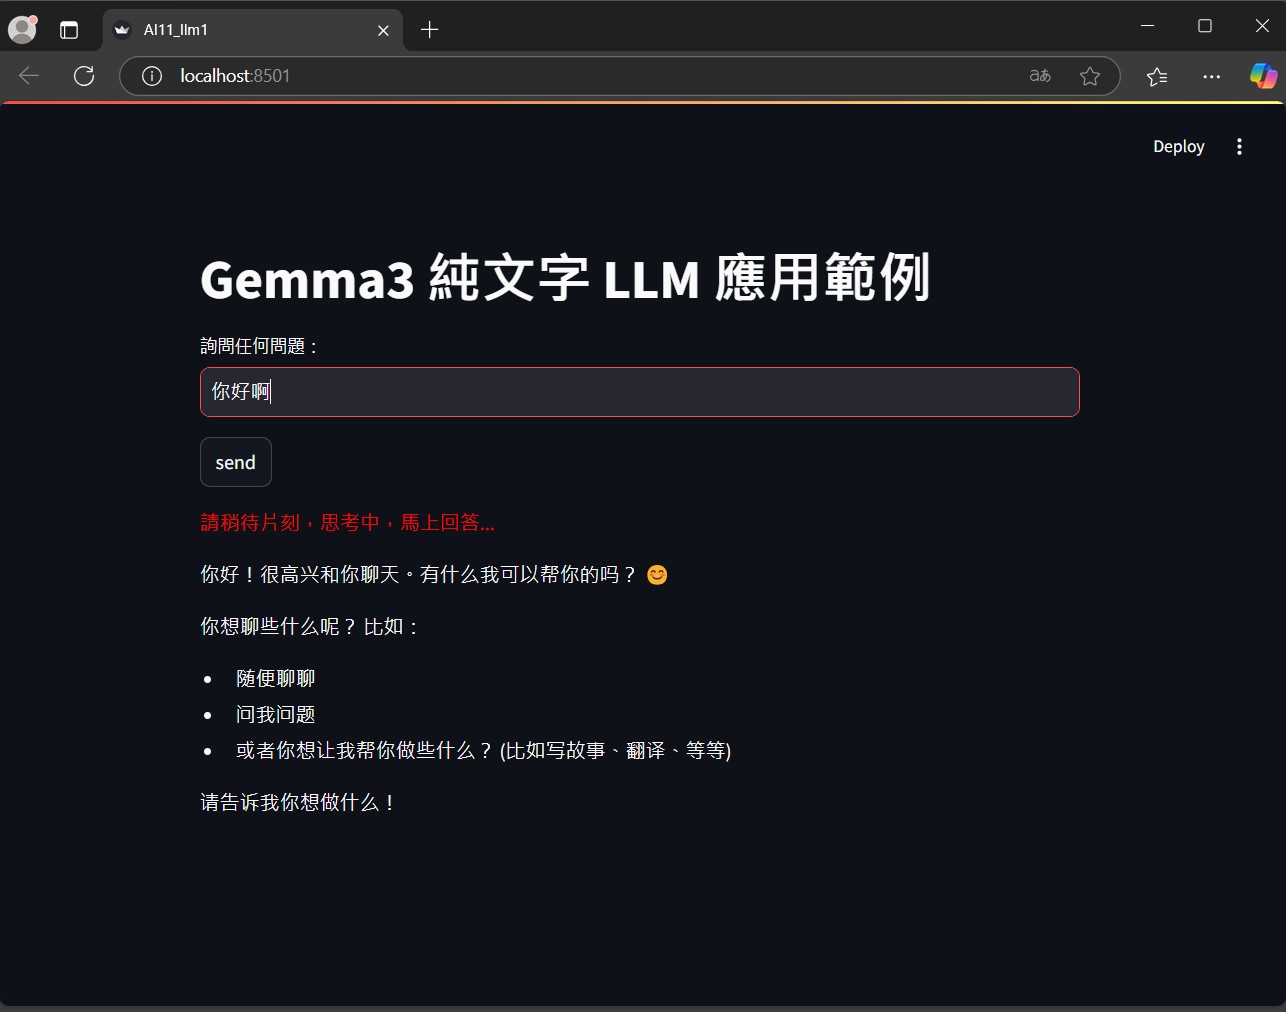 AI11_llm1
localhost:8501
aあ
Deploy
Gemma3 純文字 LLM 應用範例
詢問任何問題：
你好啊
send
請稍待片刻，思考中，馬上回答...
你好！很高兴和你聊天。有什么我可以帮你的吗？ 😊
你想聊些什么呢？ 比如：
• 随便聊聊
• 问我问题
• 或者你想让我帮你做些什么？ (比如写故事、翻译、等等)
请告诉我你想做什么！